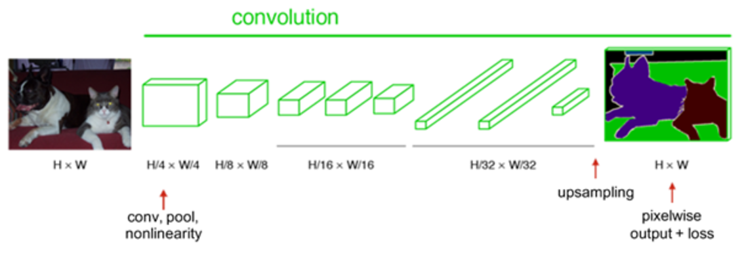 convolution
H × W
H/4 × W/4
H/8 × W/8
H/16 × W/16
H/32 × W/32
H × W
conv, pool,
nonlinearity
upsampling
pixelwise
output + loss